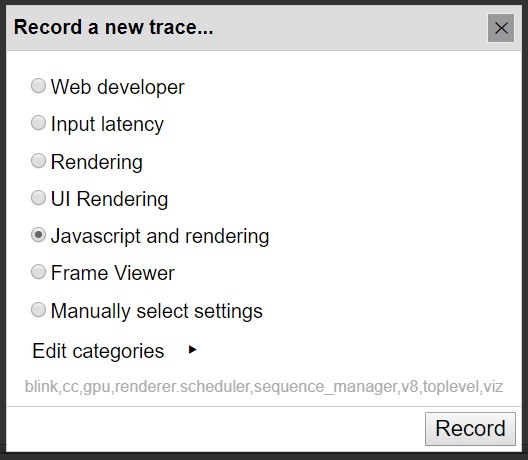 Record a new trace...
Web developer
Input latency
Rendering
UI Rendering
Javascript and rendering
Frame Viewer
Manually select settings
Edit categories
blink,cc,gpu,renderer.scheduler,sequence_manager,v8,toplevel,viz
Record